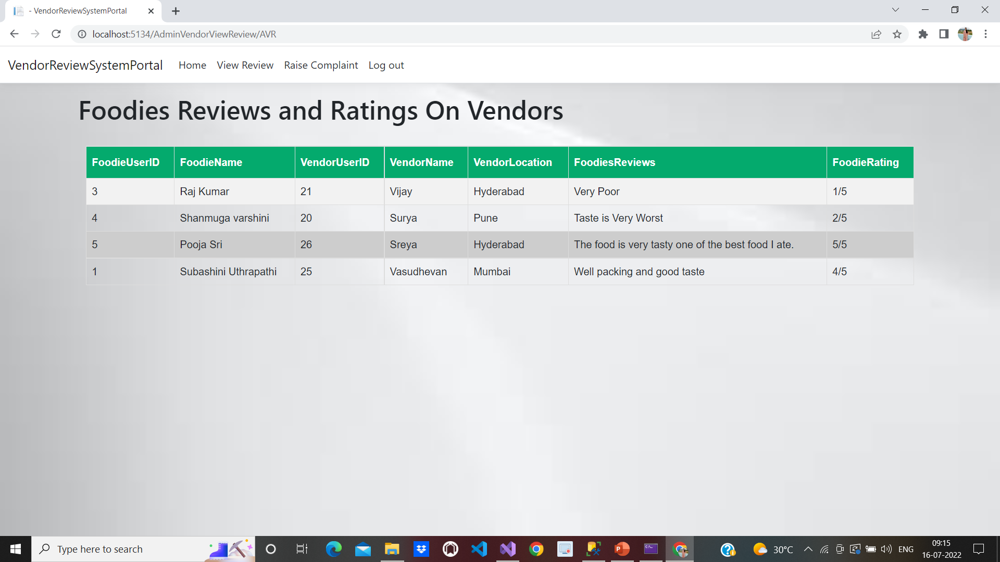 - VendorReviewSystemPortal
localhost:5134/AdminVendorViewReview/AVR
VendorReviewSystemPortal Home View Review Raise Complaint Log out
Foodies Reviews and Ratings On Vendors
FoodieUserID FoodieName VendorUserID VendorName VendorLocation FoodiesReviews FoodieRating
3 Raj Kumar 21 Vijay Hyderabad Very Poor 1/5
4 Shanmuga varshini 20 Surya Pune Taste is Very Worst 2/5
5 Pooja Sri 26 Sreya Hyderabad The food is very tasty one of the best food I ate. 5/5
1 Subashini Uthrapathi 25 Vasudhevan Mumbai Well packing and good taste 4/5
Type here to search 30°C ENG 09:15
16-07-2022